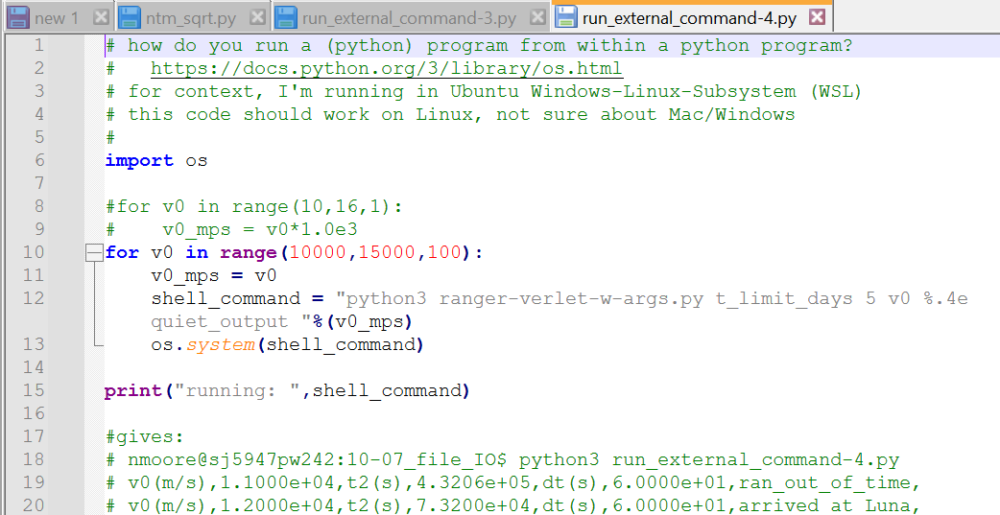 new 1 ntm_sqrt.py run_external_command-3.py run_external_command-4.py
1 # how do you run a (python) program from within a python program?
2 #   https://docs.python.org/3/library/os.html
3 # for context, I'm running in Ubuntu Windows-Linux-Subsystem (WSL)
4 # this code should work on Linux, not sure about Mac/Windows
5 #
6 import os
7
8 #for v0 in range(10,16,1):
9 #    v0_mps = v0*1.0e3
10 for v0 in range(10000,15000,100):
11     v0_mps = v0
12     shell_command = "python3 ranger-verlet-w-args.py t_limit_days 5 v0 %.4e
quiet_output "%(v0_mps)
13     os.system(shell_command)
14
15 print("running: ",shell_command)
16
17 #gives:
18 # nmoore@sj5947pw242:10-07_file_IO$ python3 run_external_command-4.py
19 # v0(m/s),1.1000e+04,t2(s),4.3206e+05,dt(s),6.0000e+01,ran_out_of_time,
20 # v0(m/s),1.2000e+04,t2(s),7.3200e+04,dt(s),6.0000e+01,arrived at Luna,